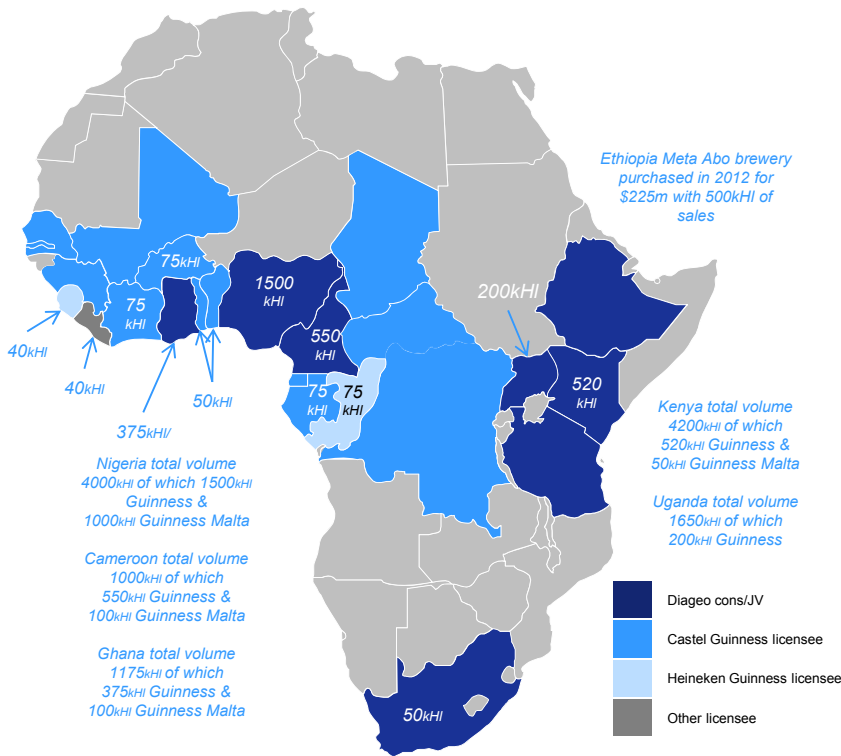 Ethiopia Meta Abo brewery
purchased in 2012 for
$225m with 500kHl of
sales
75kHl
1500
kHl
200kHl
75
kHl
550
kHl
40kHl
40kHl
50kHl
375kHl/
75
kHl
75
kHl
520
kHl
Kenya total volume
4200kHl of which
520kHl Guinness &
50kHl Guinness Malta
Uganda total volume
1650kHl of which
200kHl Guinness
Nigeria total volume
4000kHl of which 1500kHl
Guinness &
1000kHl Guinness Malta
Cameroon total volume
1000kHl of which
550kHl Guinness &
100kHl Guinness Malta
Ghana total volume
1175kHl of which
375kHl Guinness &
100kHl Guinness Malta
50kHl
Diageo cons/JV
Castel Guinness licensee
Heineken Guinness licensee
Other licensee